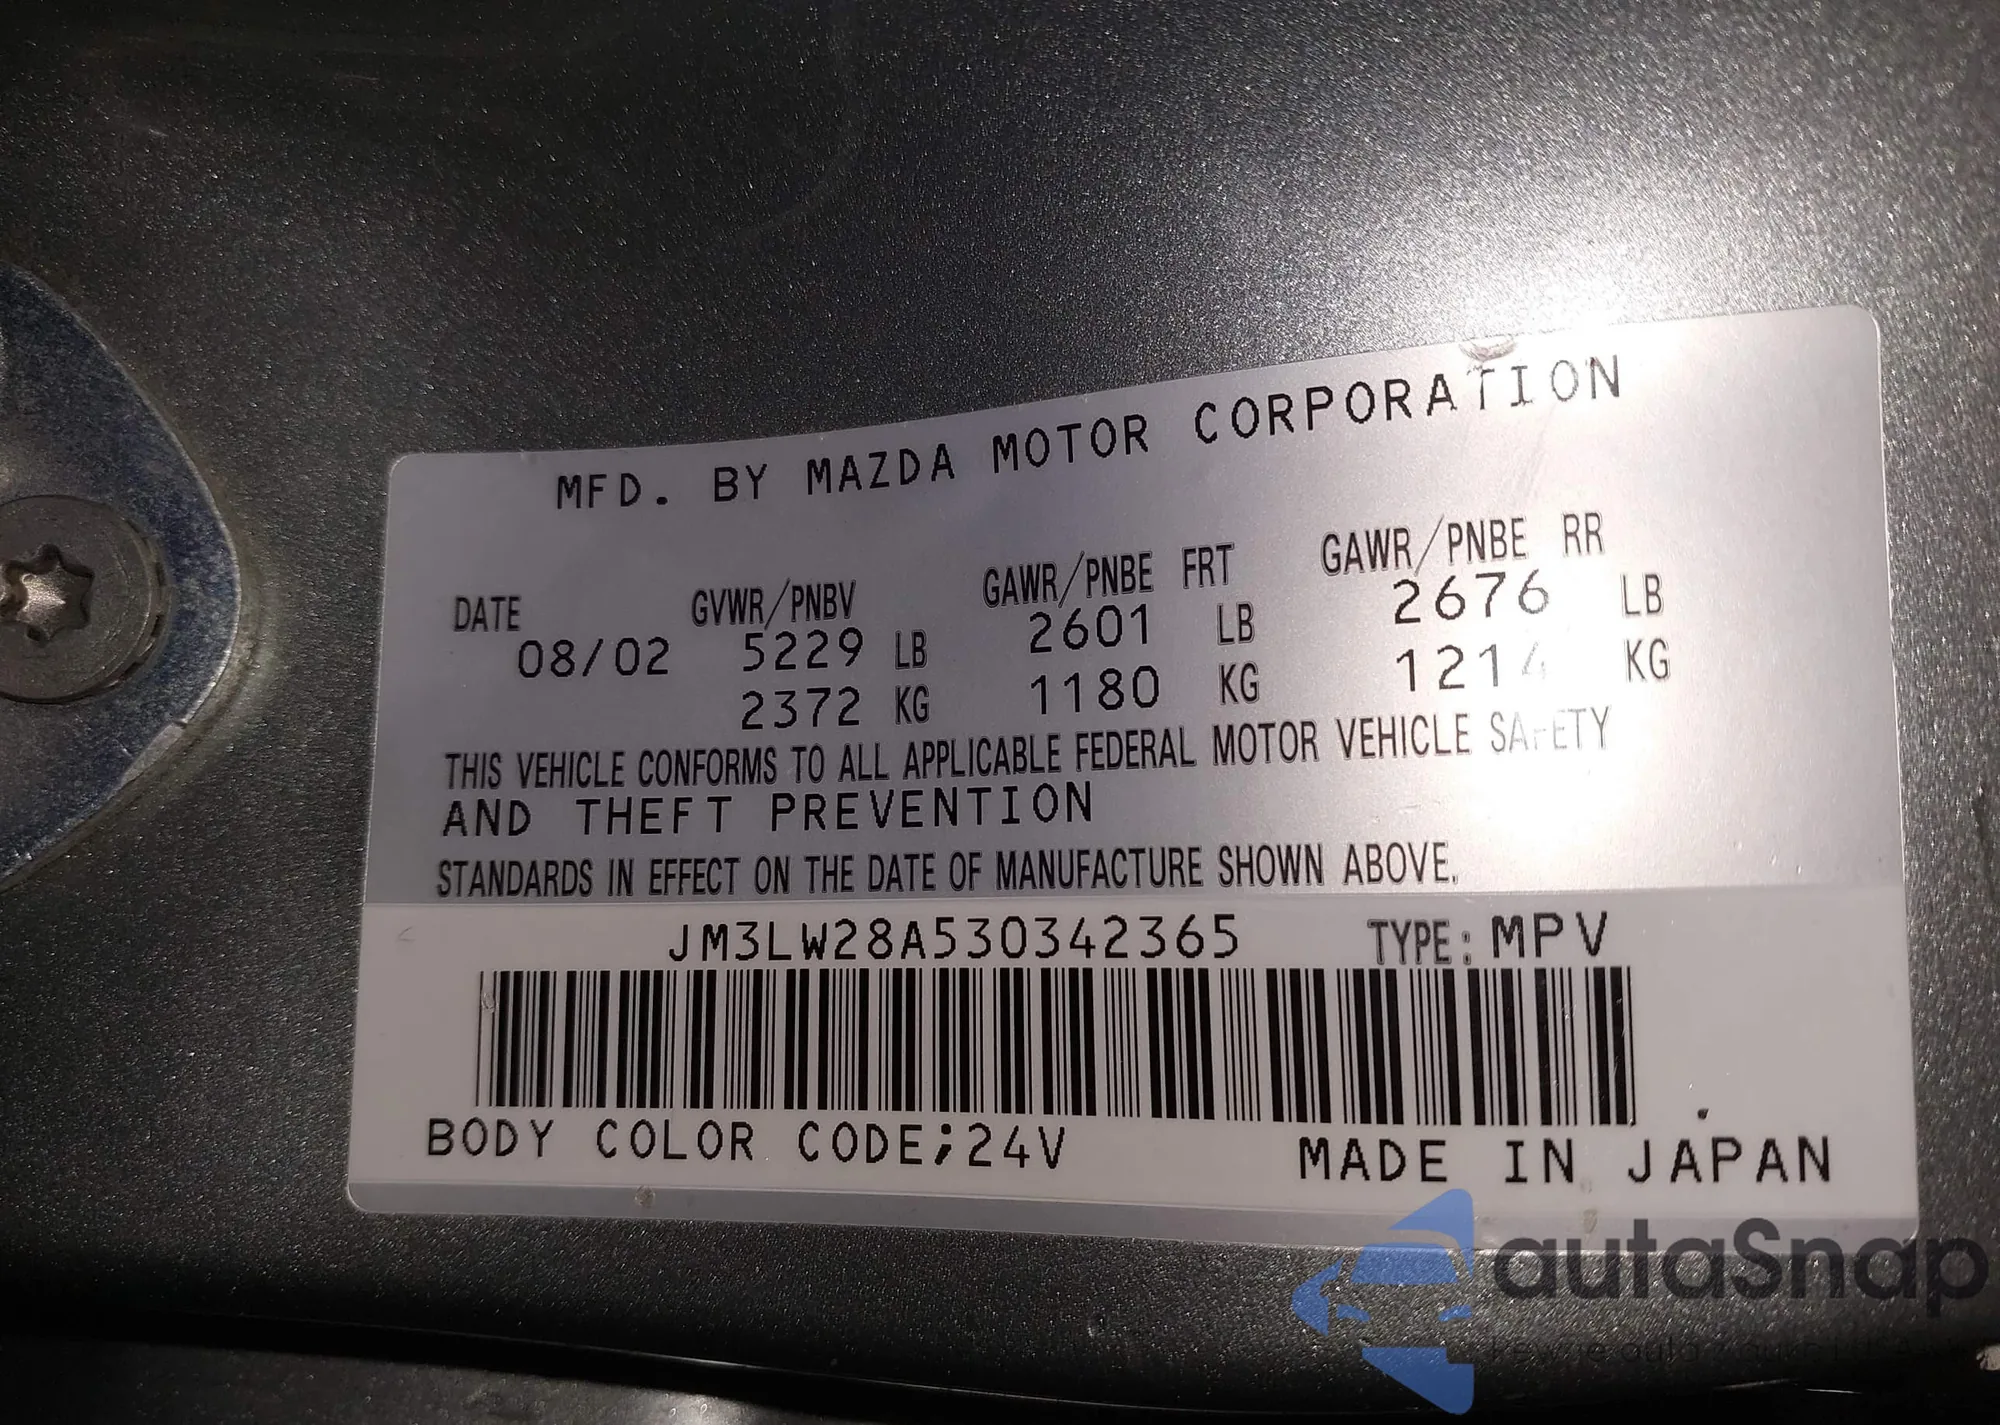 MFD. BY MAZDA MOTOR CORPORATION
DATE GVWR/PNBV GAWR/PNBE FRT GAWR/PNBE RR
08/02 5229 LB 2601 LB 2676 LB
2372 KG 1180 KG 1214 KG
THIS VEHICLE CONFORMS TO ALL APPLICABLE FEDERAL MOTOR VEHICLE SAFETY
AND THEFT PREVENTION
STANDARDS IN EFFECT ON THE DATE OF MANUFACTURE SHOWN ABOVE.
JM3LW28A530342365 TYPE: MPV
BODY COLOR CODE;24V MADE IN JAPAN
autaSnap